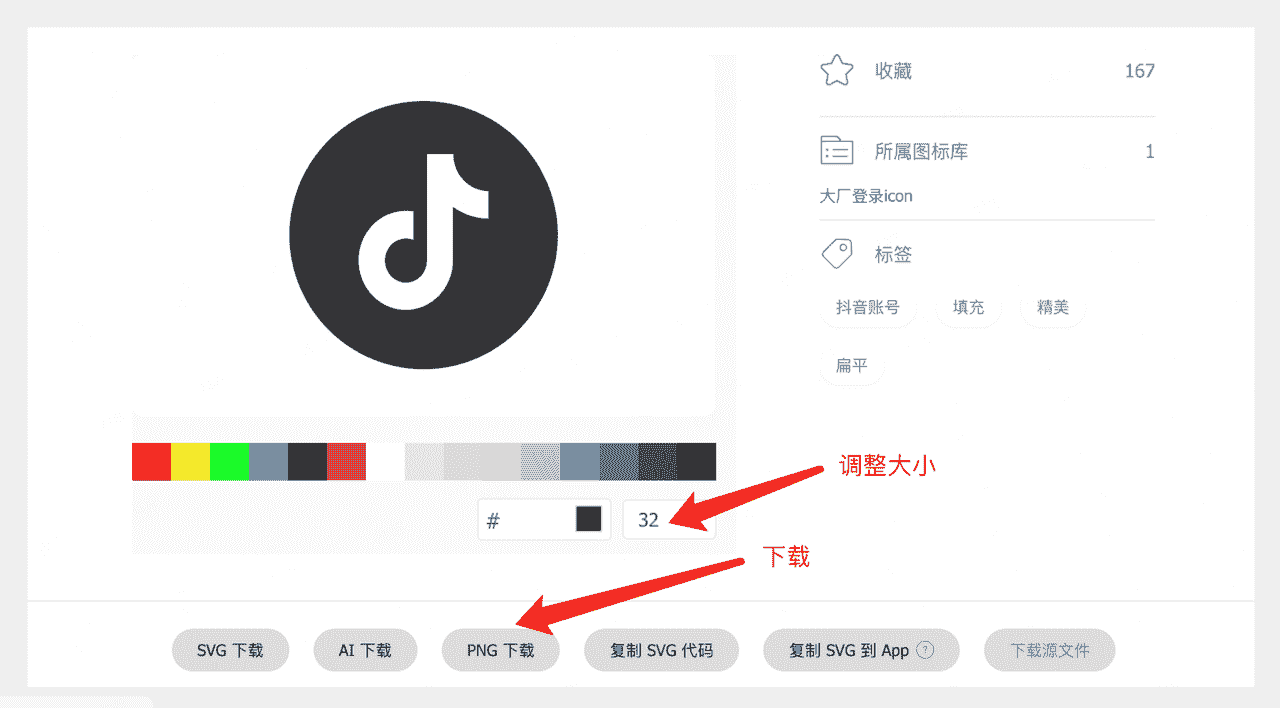 收藏 167
所属图标库 1
大厂登录icon
标签
抖音账号 填充 精美
扁平
# 32
调整大小
下载
SVG 下载 AI 下载 PNG 下载 复制 SVG 代码 复制 SVG 到 App ? 下载源文件